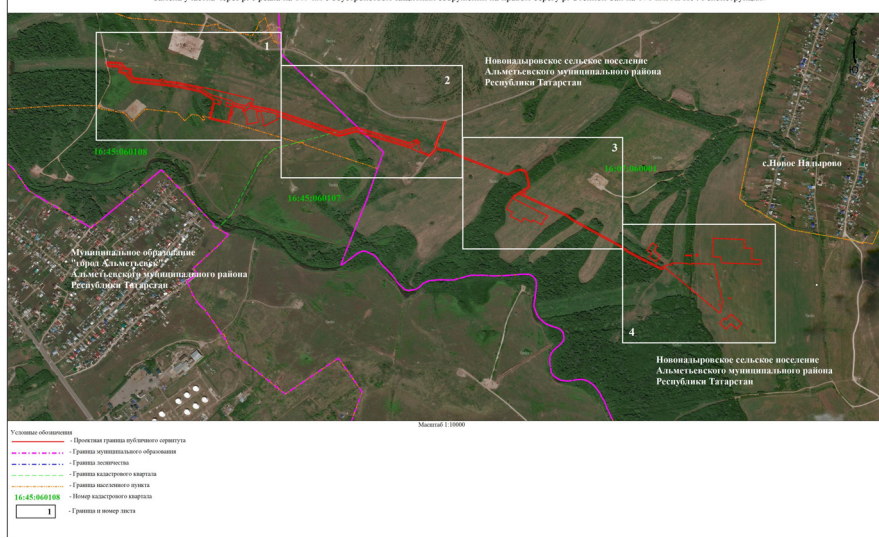 1
2
Новонадыровское сельское поселение
Альметьевского муниципального района
Республики Татарстан
3
16:45:060108
16:45:060107
с.Новое Надырово
Муниципальное образование
"город Альметьевск"
Альметьевского муниципального района
Республики Татарстан
4
Новонадыровское сельское поселение
Альметьевского муниципального района
Республики Татарстан
Масштаб 1:10000
Условные обозначения
- Проектная граница публичного сервитута
- Граница муниципального образования
- Граница лесничества
- Граница кадастрового квартала
- Граница населенного пункта
16:45:060108 - Номер кадастрового квартала
1 - Граница и номер листа